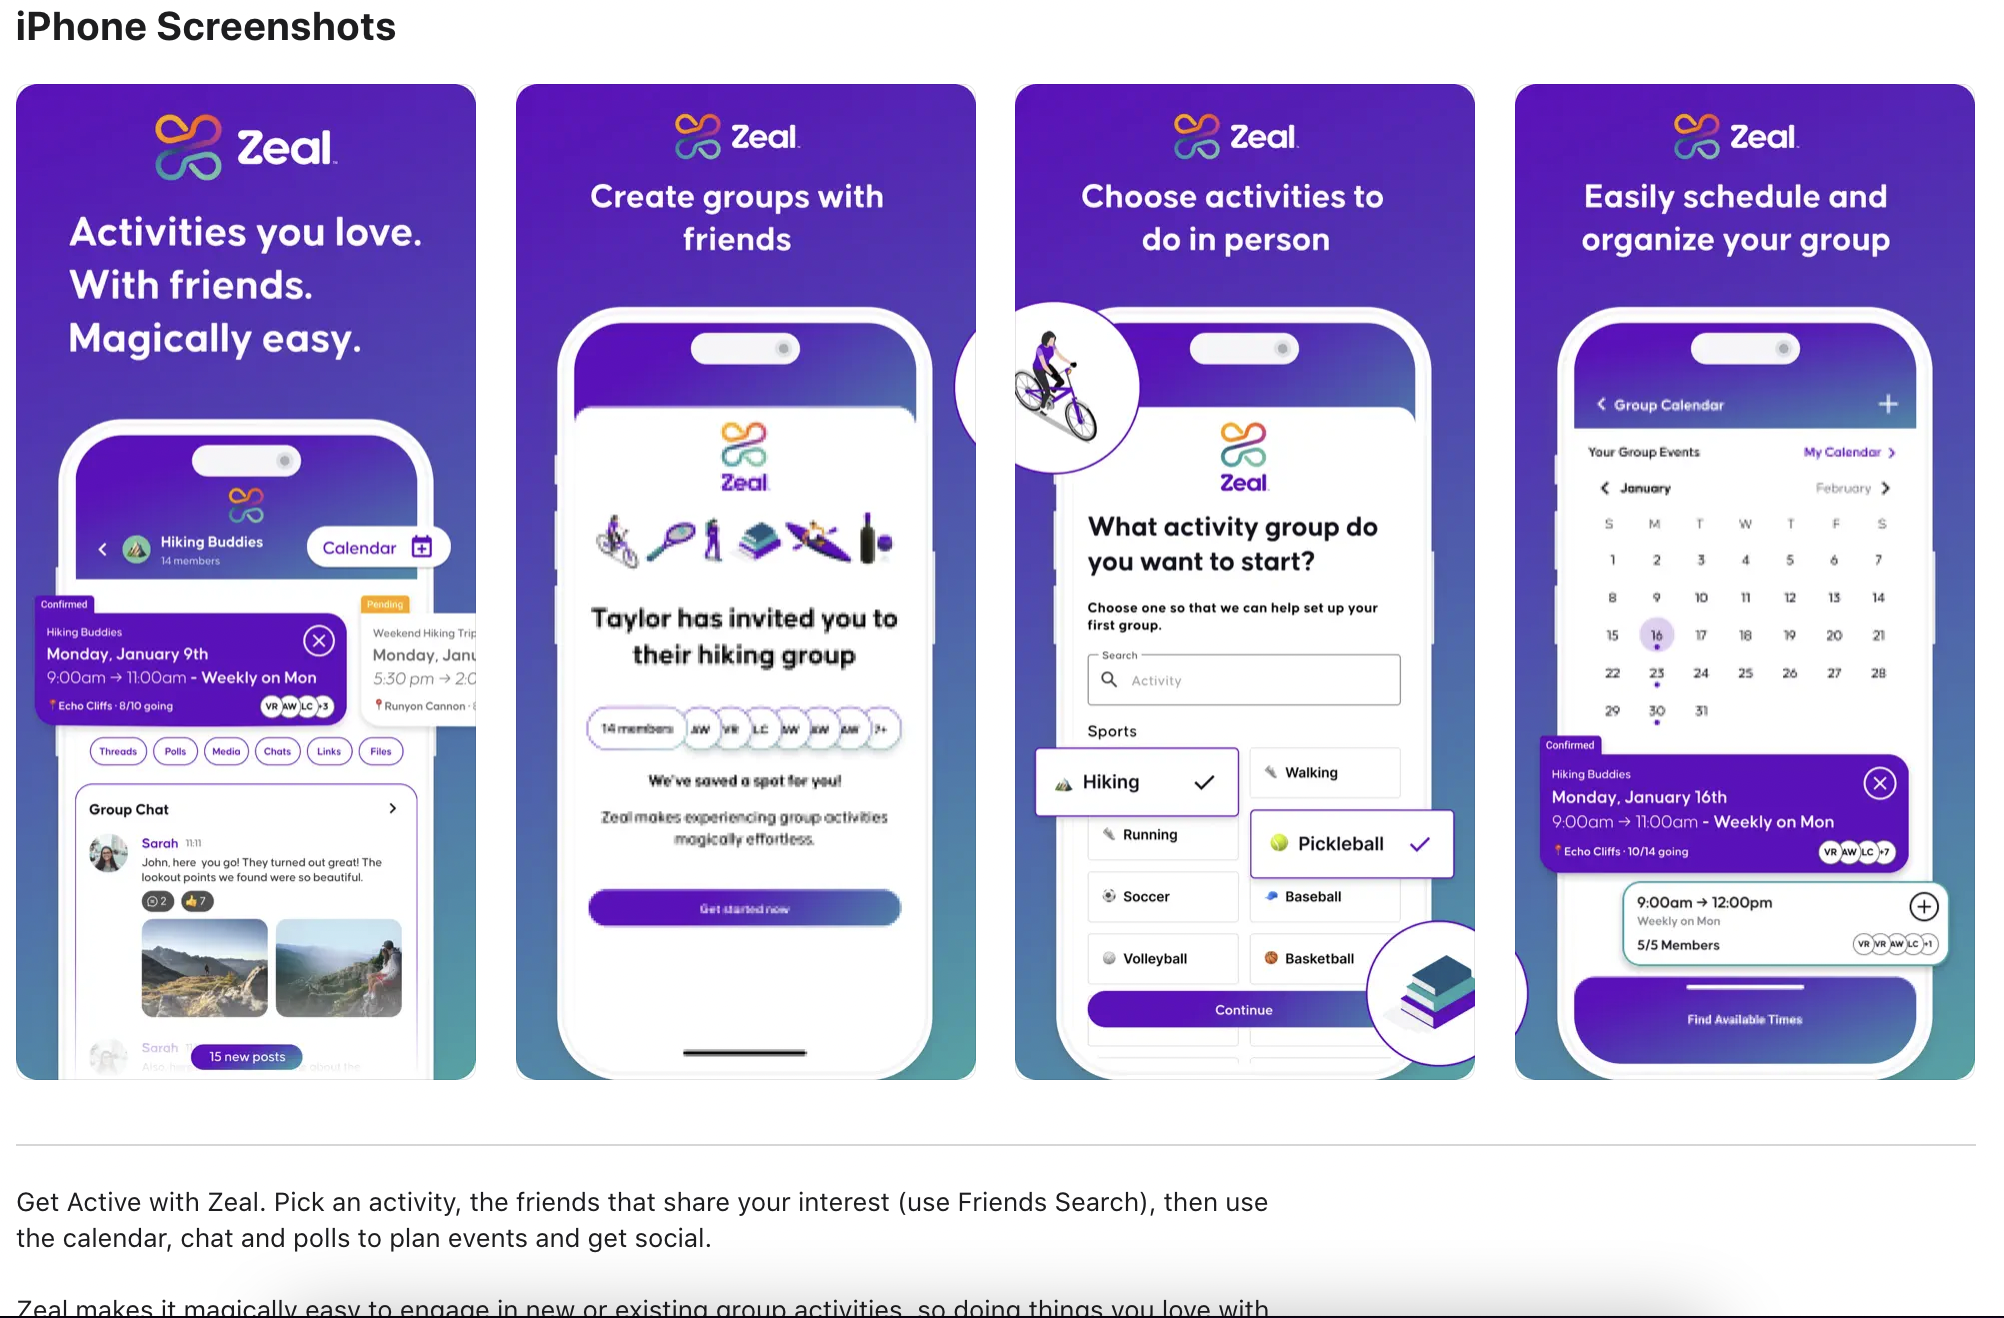 iPhone Screenshots
Zeal
Activities you love.
With friends.
Magically easy.
Hiking Buddies
14 members
Calendar
Confirmed
Hiking Buddies
Monday, January 9th
9:00am → 11:00am - Weekly on Mon
Echo Cliffs · 8/10 going
VR AW LC +3
Pending
Weekend Hiking Trip
Monday, Janu
5:30 pm → 2:0
Runyon Cannon ·
Threads Polls Media Chats Links Files
Group Chat
Sarah 11:11
John, here you go! They turned out great! The
lookout points we found were so beautiful.
2 7
Sarah
15 new posts
Also, about the
Zeal
Create groups with
friends
Zeal
Taylor has invited you to
their hiking group
14 members AW VR LC AW AW AW 7+
We've saved a spot for you!
Zeal makes experiencing group activities
magically effortless.
Get started now
Zeal
Choose activities to
do in person
Zeal
What activity group do
you want to start?
Choose one so that we can help set up your
first group.
Search
Activity
Sports
Hiking
Walking
Running
Pickleball
Soccer
Baseball
Volleyball
Basketball
Continue
Zeal
Easily schedule and
organize your group
Group Calendar
Your Group Events My Calendar
January February
S M T W T F S
1 2 3 4 5 6 7
8 9 10 11 12 13 14
15 16 17 18 19 20 21
22 23 24 25 26 27 28
29 30 31
Confirmed
Hiking Buddies
Monday, January 16th
9:00am → 11:00am - Weekly on Mon
Echo Cliffs · 10/14 going
VR AW LC +7
9:00am → 12:00pm
Weekly on Mon
5/5 Members
VR VR AW LC +1
Find Available Times
Get Active with Zeal. Pick an activity, the friends that share your interest (use Friends Search), then use
the calendar, chat and polls to plan events and get social.
Zeal makes it magically easy to engage in new or existing group activities, so doing things you love with